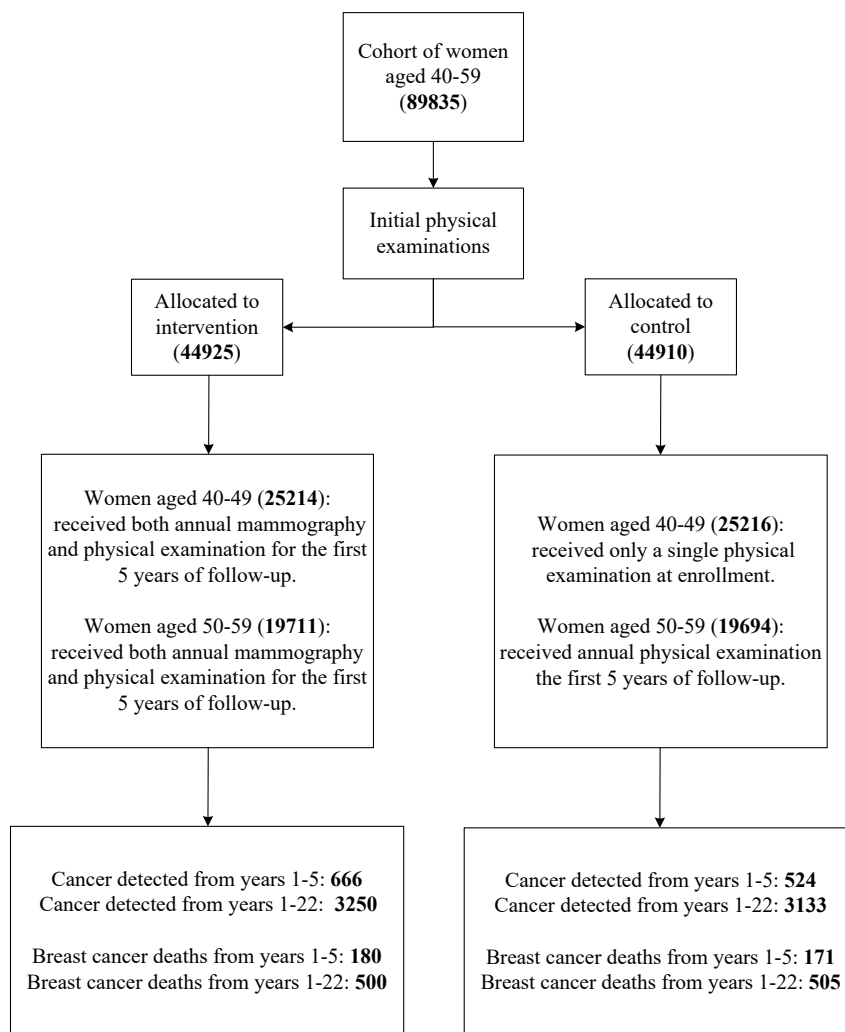 Cohort of women
aged 40-59
(89835)
Initial physical
examinations
Allocated to
intervention
(44925)
Allocated to
control
(44910)
Women aged 40-49 (25214):
received both annual mammography
and physical examination for the first
5 years of follow-up.
Women aged 50-59 (19711):
received both annual mammography
and physical examination for the first
5 years of follow-up.
Women aged 40-49 (25216):
received only a single physical
examination at enrollment.
Women aged 50-59 (19694):
received annual physical examination
the first 5 years of follow-up.
Cancer detected from years 1-5: 666
Cancer detected from years 1-22: 3250
Breast cancer deaths from years 1-5: 180
Breast cancer deaths from years 1-22: 500
Cancer detected from years 1-5: 524
Cancer detected from years 1-22: 3133
Breast cancer deaths from years 1-5: 171
Breast cancer deaths from years 1-22: 505